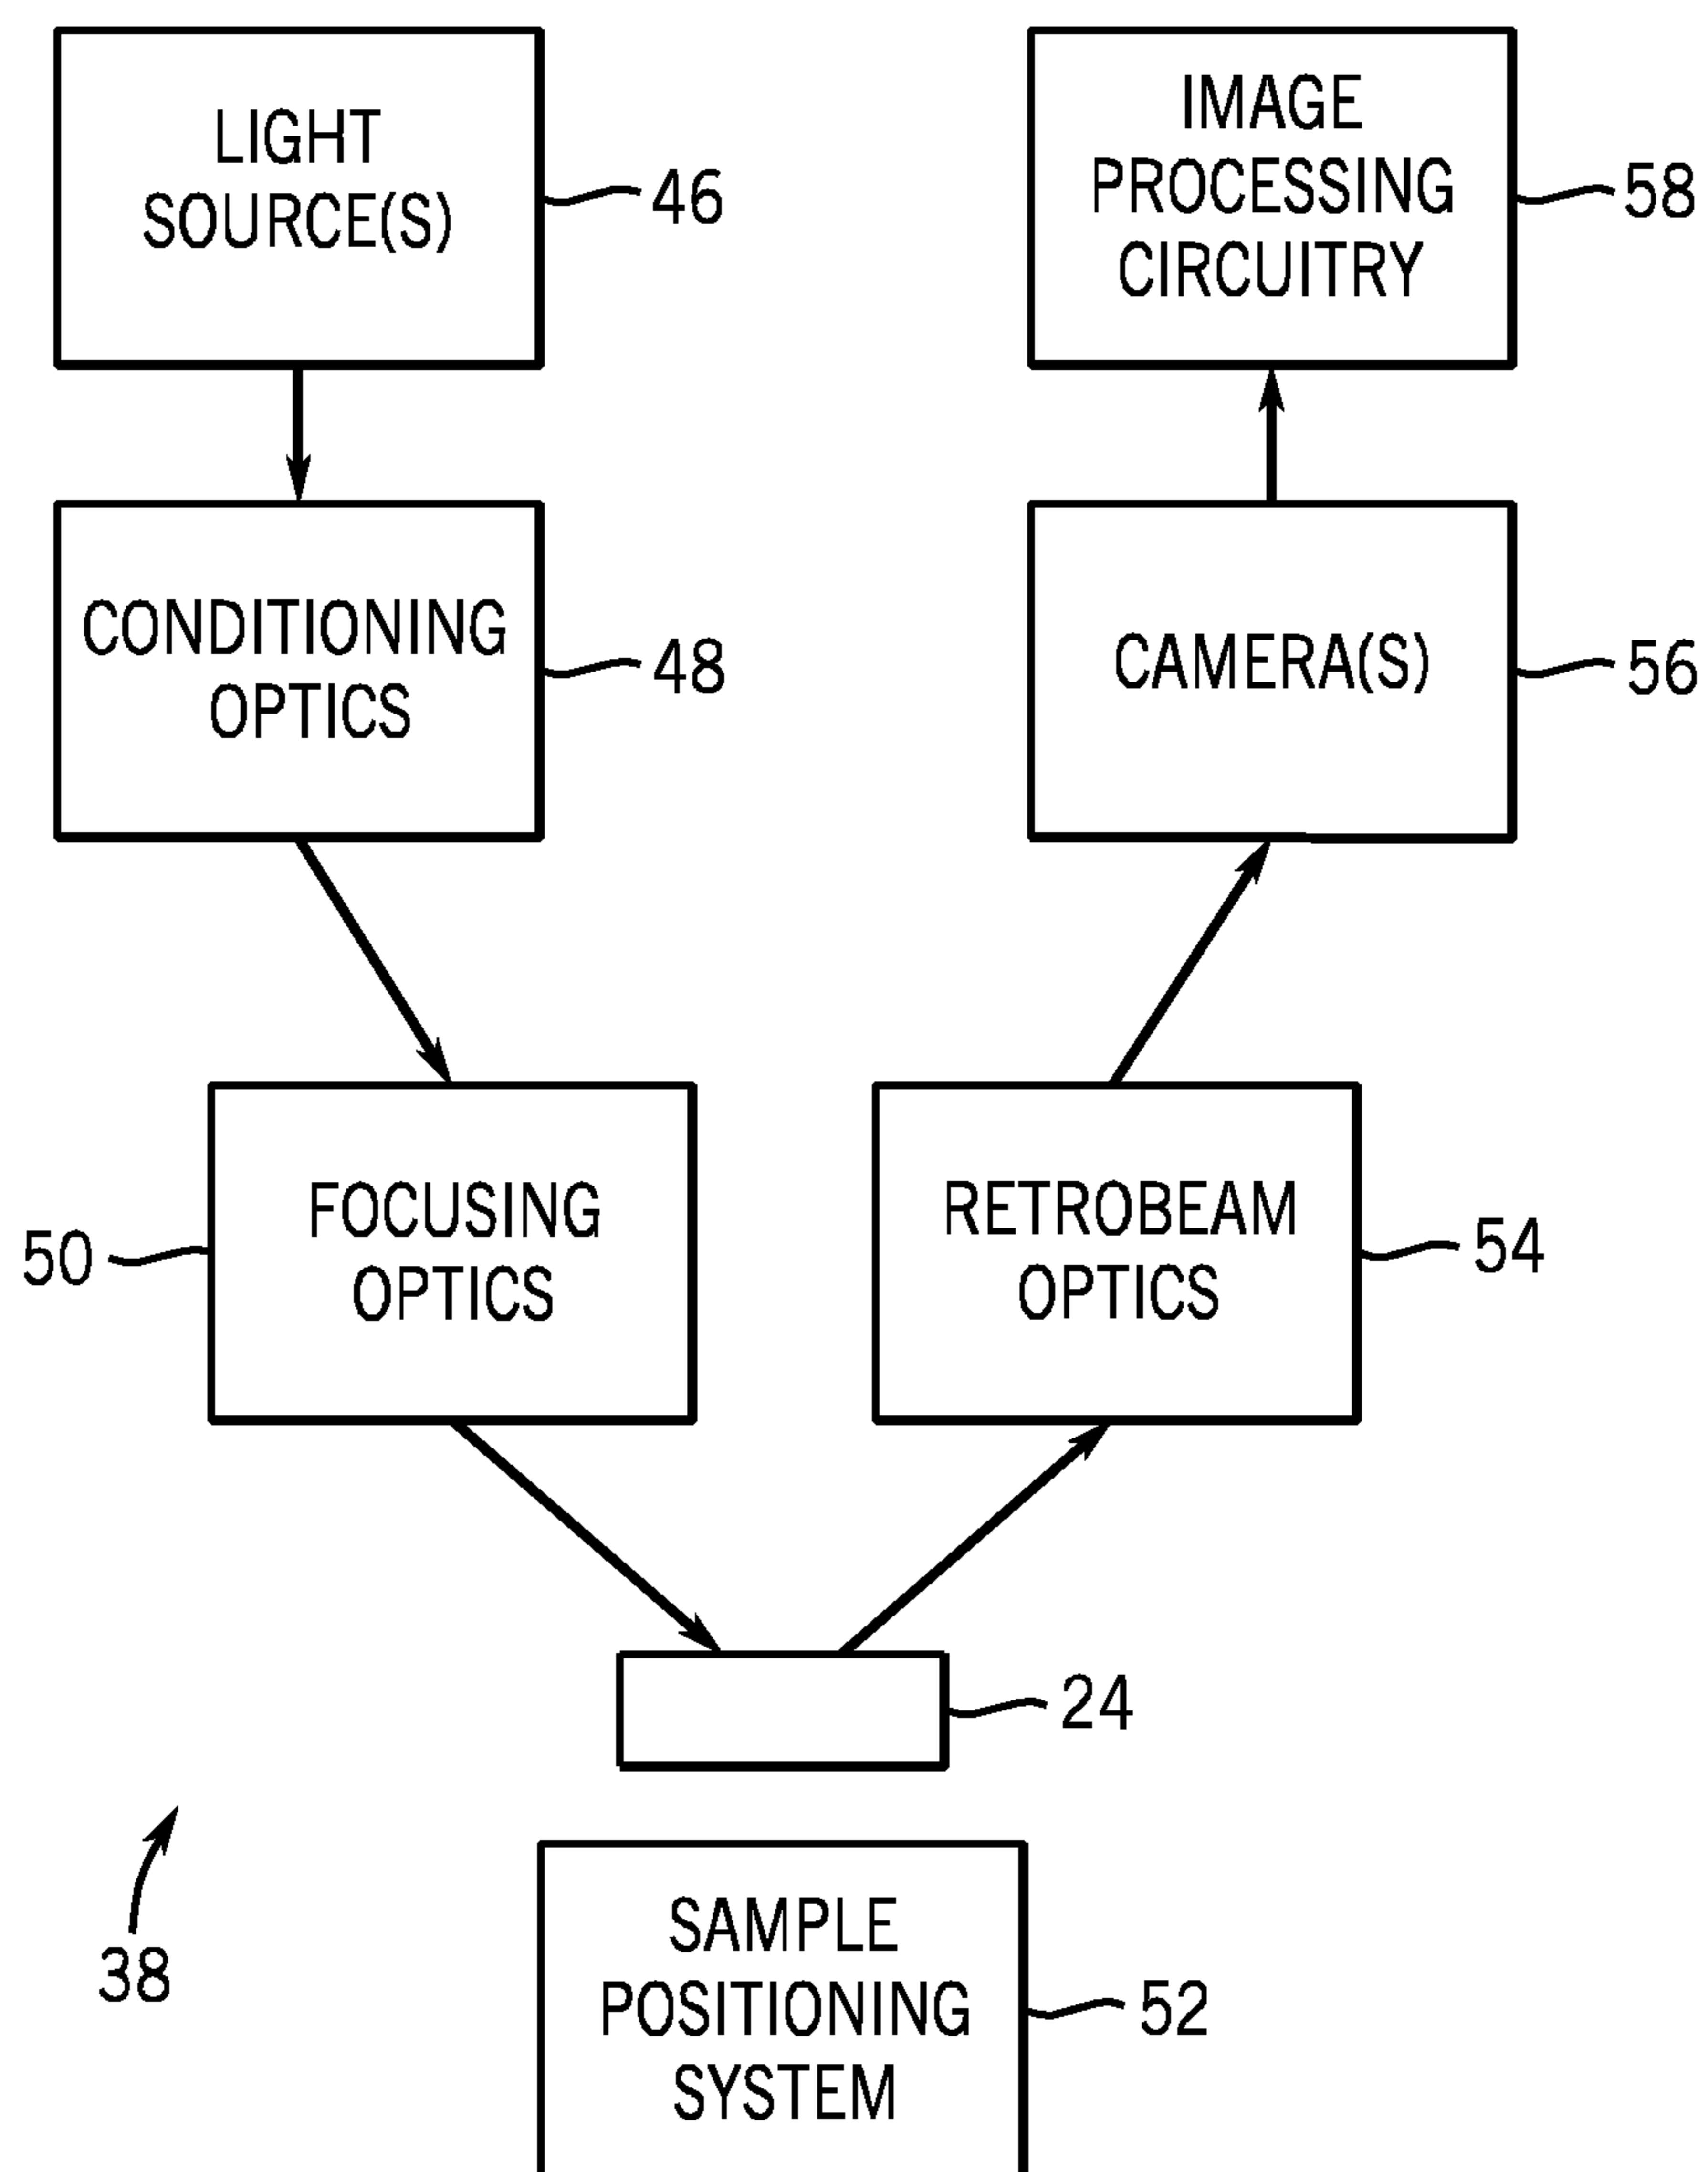 LIGHT
SOURCE(S)
46
IMAGE
PROCESSING
CIRCUITRY
58
CONDITIONING
OPTICS
48
CAMERA(S)
56
50
FOCUSING
OPTICS
RETROBEAM
OPTICS
54
24
38
SAMPLE
POSITIONING
SYSTEM
52